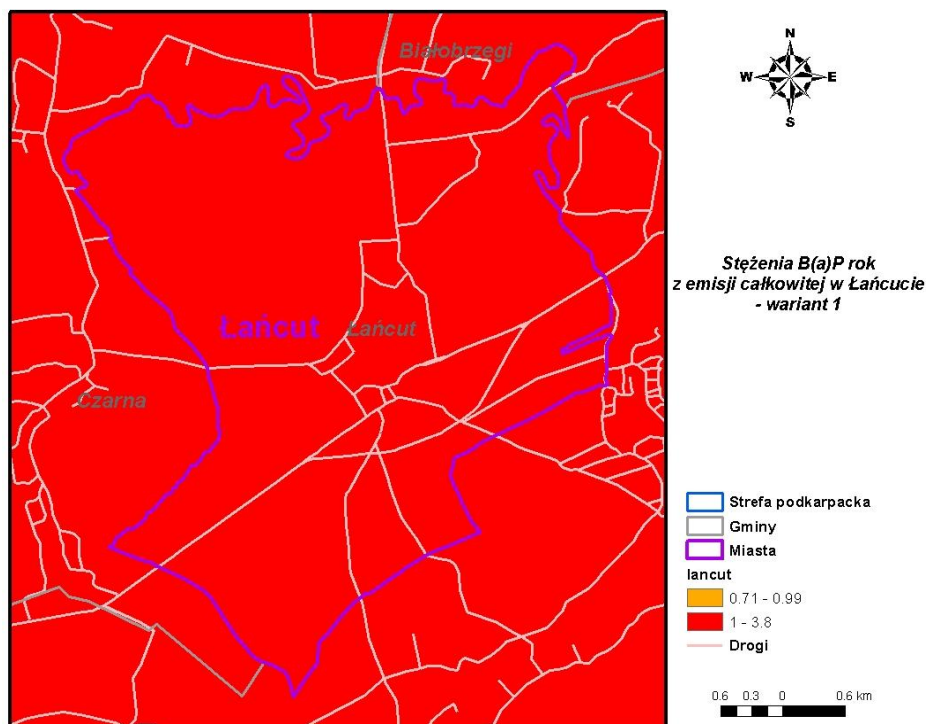 Białobrzegi
Łańcut
Łańcut
Czarna
N
W E
S
Stężenia B(a)P rok
z emisji całkowitej w Łańcucie
- wariant 1
Strefa podkarpacka
Gminy
Miasta
lancut
0.71 - 0.99
1 - 3.8
Drogi
0.6 0.3 0 0.6 km